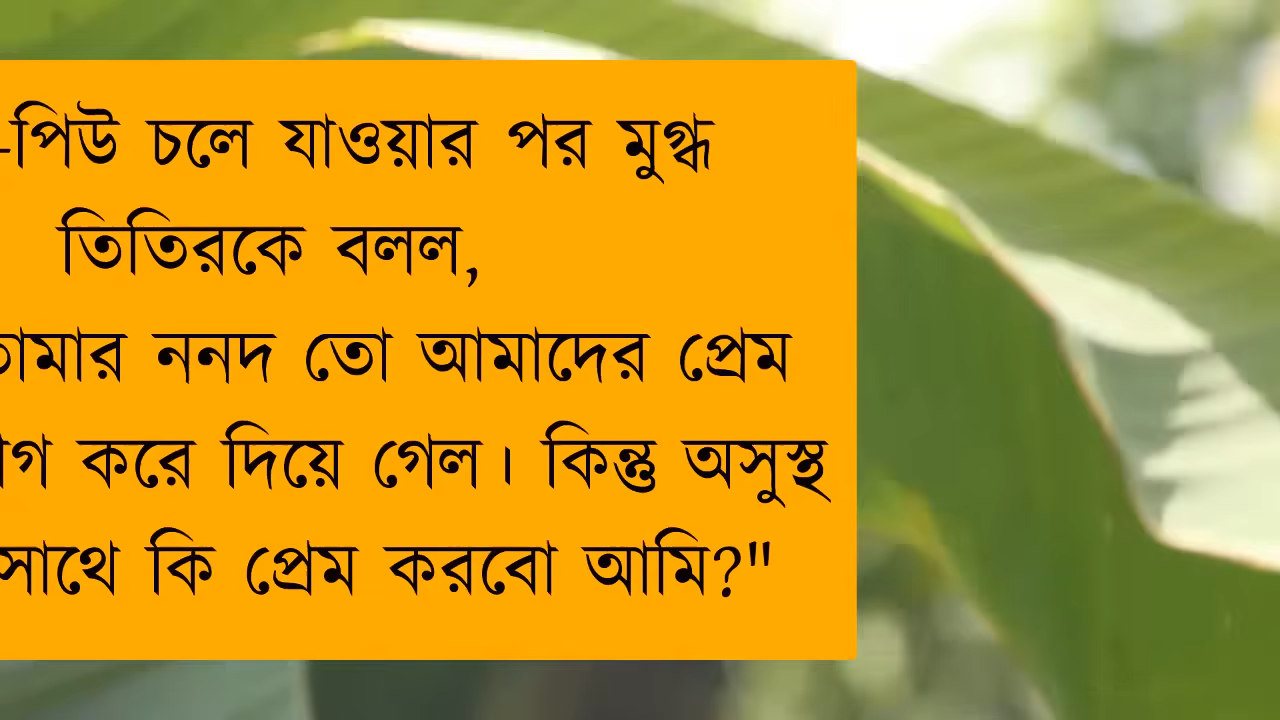 -পিউ চলে যাওয়ার পর মুগ্ধ
তিতিরকে বলল,
ননদ তো আমাদের প্রেম
করে দিয়ে গেল। কিন্তু অসুস্থ
সাথে কি প্রেম করবো আমি?"